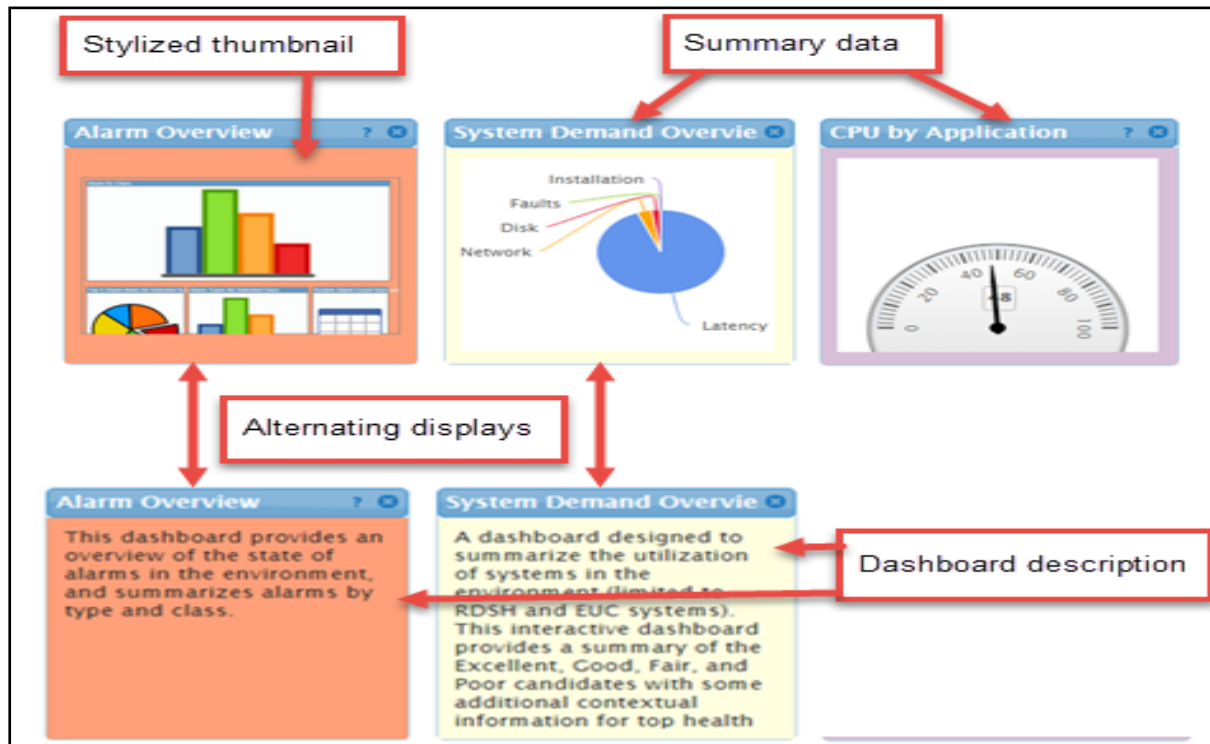 Stylized thumbnail
Summary data
Alarm Overview ?
System Demand Overvie
CPU by Application ?
Installation
Faults
Disk
Network
Latency
0 20 40 60 80 100
Alternating displays
Alarm Overview ?
System Demand Overvie
This dashboard provides an
overview of the state of
alarms in the environment,
and summarizes alarms by
type and class.
A dashboard designed to
summarize the utilization
of systems in the
environment (limited to
RDSH and EUC systems).
This interactive dashboard
provides a summary of the
Excellent, Good, Fair, and
Poor candidates with some
additional contextual
information for top health
Dashboard description